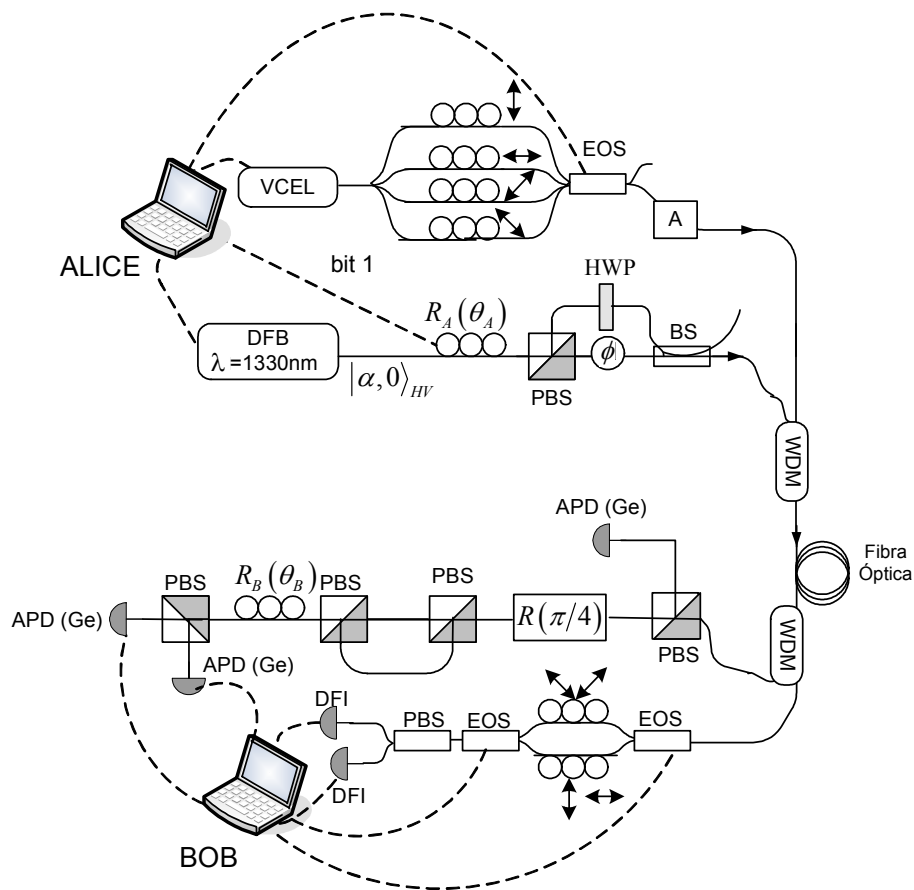 EOS
VCEL
A
ALICE
bit 1
HWP
R_A(θ_A)
BS
DFB
λ=1330nm
ϕ
|α,0⟩_HV
PBS
WDM
APD (Ge)
Fibra
Óptica
PBS
R_B(θ_B)
PBS
PBS
APD (Ge)
R(π/4)
PBS
WDM
APD (Ge)
DFI
PBS
EOS
EOS
DFI
BOB